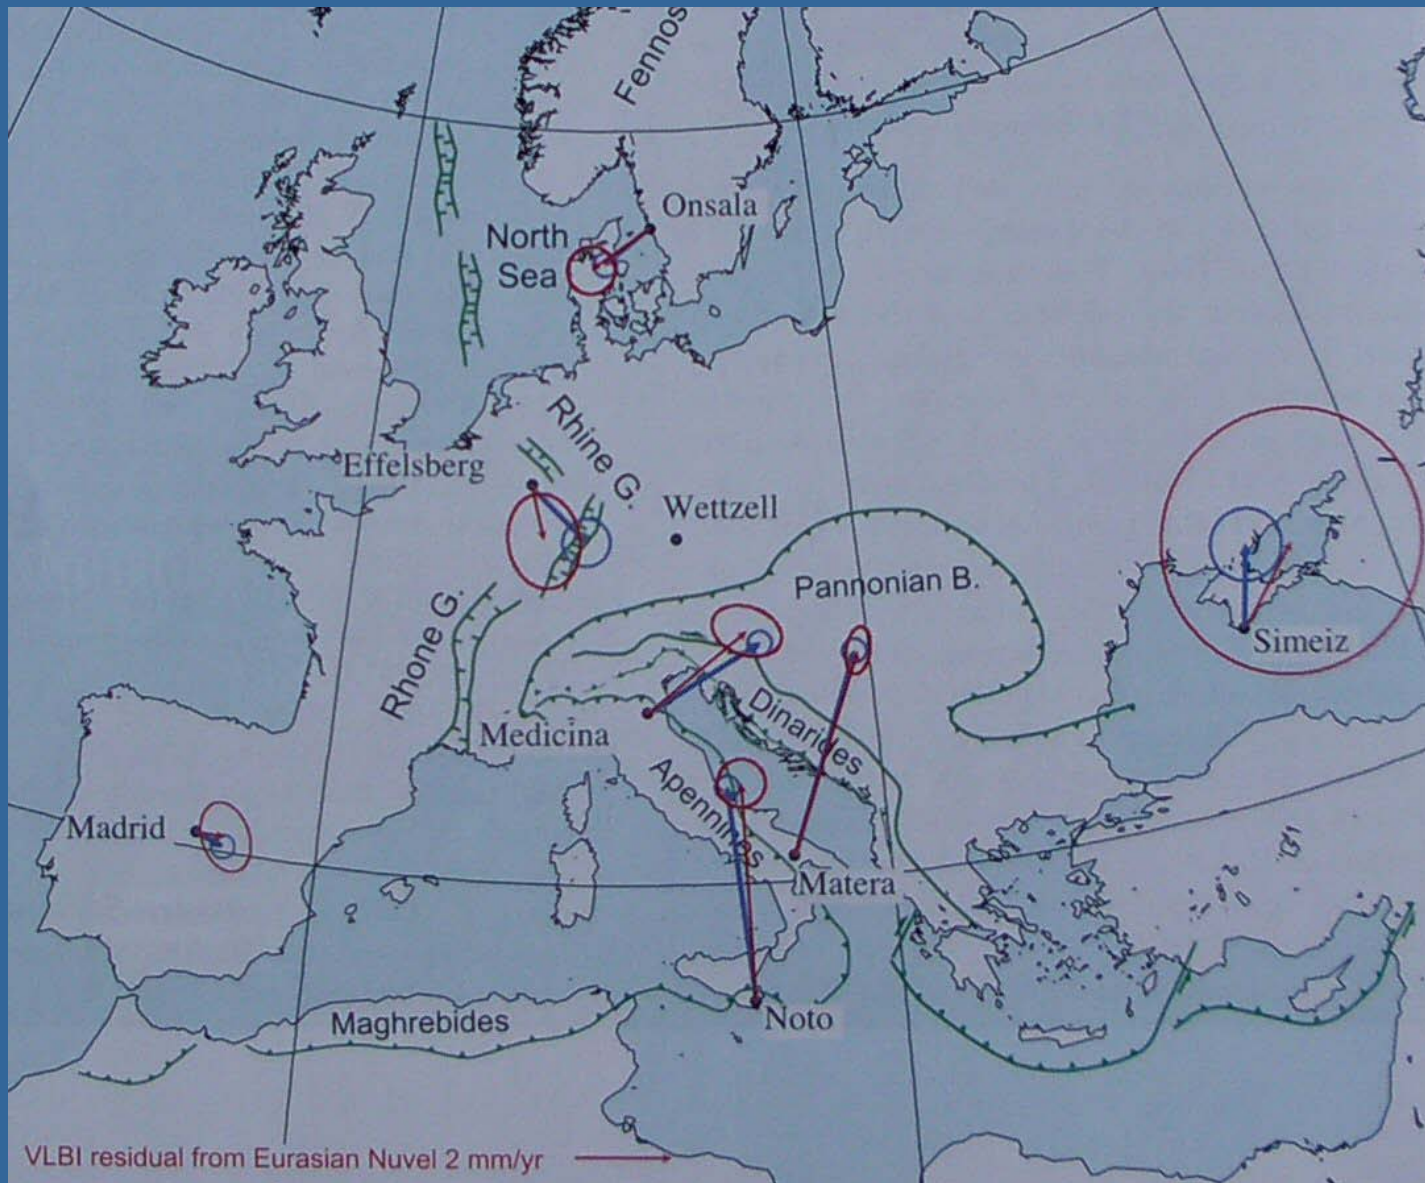 Fennos
Onsala
North
Sea
Rhine G.
Effelsberg
Wettzell
Pannonian B.
Rhone G.
Simeiz
Medicina
Dinarides
Apennines
Madrid
Matera
Maghrebides
Noto
VLBI residual from Eurasian Nuvel 2 mm/yr